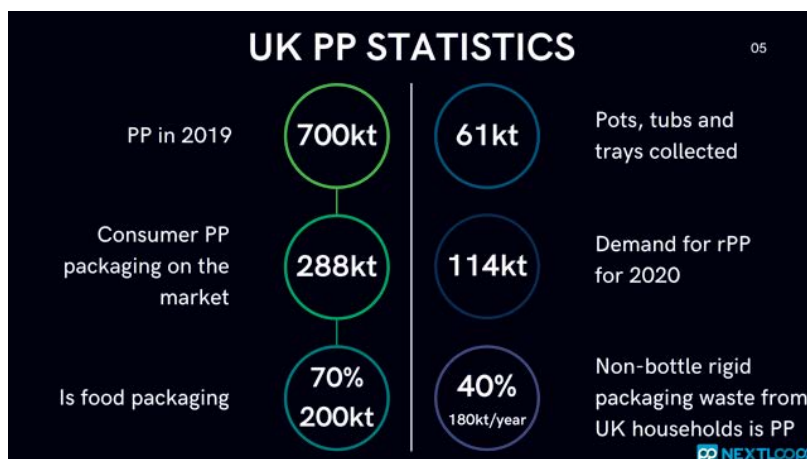 UK PP STATISTICS
05
PP in 2019
700kt
Consumer PP
packaging on the
market
288kt
Is food packaging
70%
200kt
61kt
Pots, tubs and
trays collected
114kt
Demand for rPP
for 2020
40%
180kt/year
Non-bottle rigid
packaging waste from
UK households is PP
NEXTLOOP